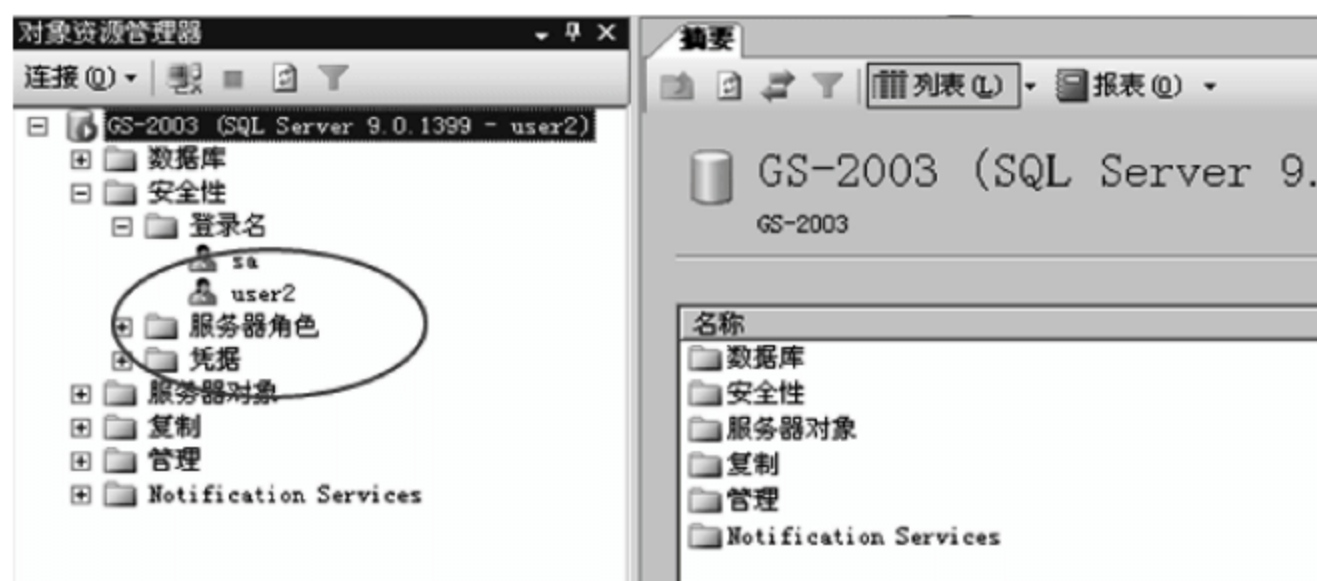 对象资源管理器
连接(O)
GS-2003 (SQL Server 9.0.1399 - user2)
数据库
安全性
登录名
sa
user2
服务器角色
凭据
服务器对象
复制
管理
Notification Services
摘要
列表(L)
报表(O)
GS-2003 (SQL Server 9.
GS-2003
名称
数据库
安全性
服务器对象
复制
管理
Notification Services